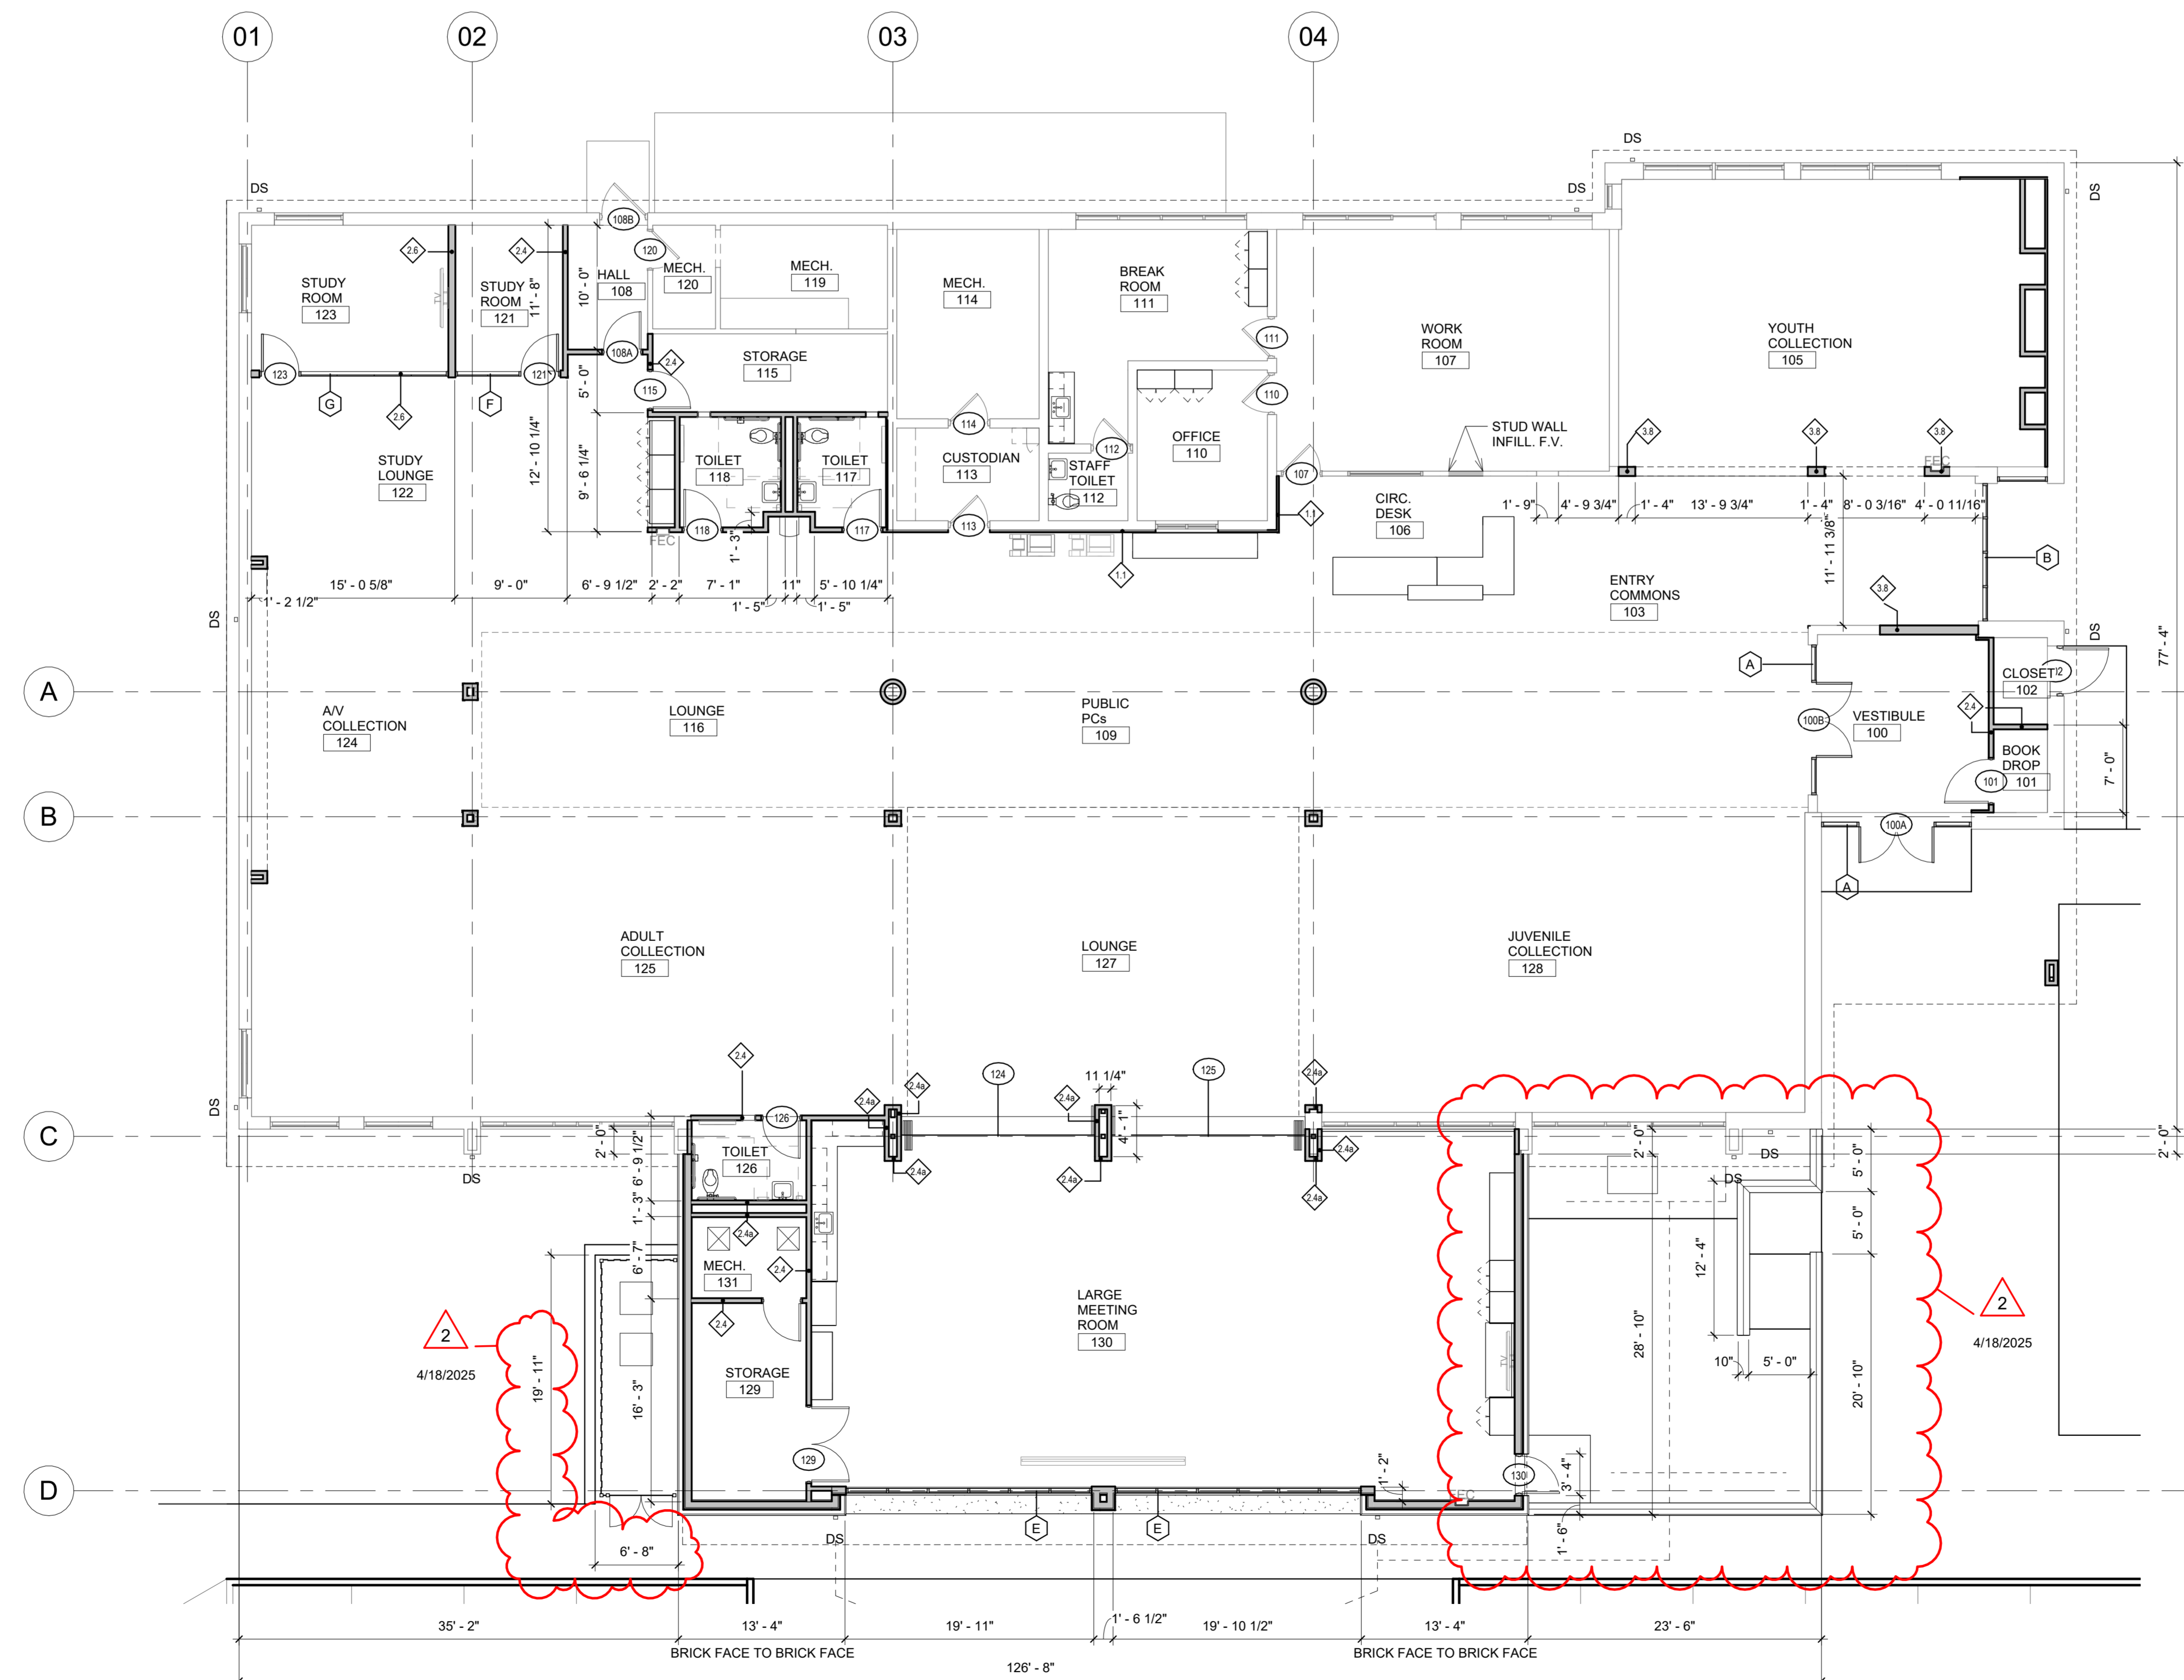 01
02
03
04
DS
DS
DS
DS
108B
120
2.6
2.4
HALL
108
MECH.
120
MECH.
119
MECH.
114
BREAK
ROOM
111
STUDY
ROOM
123
TV
STUDY
ROOM
121
11' - 8"
10' - 0"
WORK
ROOM
107
YOUTH
COLLECTION
105
111
123
121
108A
2.4
STORAGE
115
115
110
G
2.6
F
5' - 0"
12' - 10 1/4"
9' - 6 1/4"
STUDY
LOUNGE
122
TOILET
118
TOILET
117
114
CUSTODIAN
113
112
STAFF
TOILET
112
OFFICE
110
STUD WALL
INFILL. F.V.
3.8
3.8
3.8
FEC
107
CIRC.
DESK
106
1.1
1' - 9"
4' - 9 3/4"
1' - 4"
13' - 9 3/4"
1' - 4"
8' - 0 3/16"
4' - 0 11/16"
11' - 11 3/8"
FEC
118
1' - 3"
117
113
1.1
B
15' - 0 5/8"
9' - 0"
6' - 9 1/2"
2' - 2"
7' - 1"
11"
5' - 10 1/4"
1' - 2 1/2"
1' - 5"
1' - 5"
ENTRY
COMMONS
103
3.8
DS
DS
77' - 4"
A
A
CLOSET
102
A/V
COLLECTION
124
LOUNGE
116
PUBLIC
PCs
109
100B
VESTIBULE
100
2.4
BOOK
DROP
101
101
7' - 0"
B
100A
A
ADULT
COLLECTION
125
LOUNGE
127
JUVENILE
COLLECTION
128
2.4
124
125
11 1/4"
2.4a
2.4a
2.4a
2.4a
DS
C
126
4' - 1"
2' - 0"
6' - 9 1/2"
TOILET
126
2.4a
2.4a
2.4a
2.4a
DS
2' - 0"
DS
DS
5' - 0"
2' - 0"
1' - 3"
2.4a
MECH.
131
2.4
6' - 7"
5' - 0"
12' - 4"
LARGE
MEETING
ROOM
130
2
4/18/2025
2.4
28' - 10"
2
4/18/2025
19' - 11"
16' - 3"
STORAGE
129
TV
10"
5' - 0"
20' - 10"
129
1' - 2"
130
3' - 4"
D
E
E
DS
DS
1' - 6"
6' - 8"
35' - 2"
13' - 4"
19' - 11"
1' - 6 1/2"
19' - 10 1/2"
13' - 4"
23' - 6"
BRICK FACE TO BRICK FACE
BRICK FACE TO BRICK FACE
126' - 8"